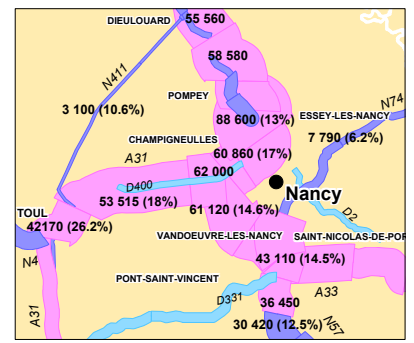 DIEULOUARD
55 560
58 580
N411
POMPEY
N74
3 100 (10.6%)
88 600 (13%)
ESSEY-LES-NANCY
7 790 (6.2%)
CHAMPIGNEULLES
60 860 (17%)
A31
62 000
D400
Nancy
53 515 (18%)
TOUL
61 120 (14.6%)
D2
42170 (26.2%)
VANDOEUVRE-LES-NANCY
SAINT-NICOLAS-DE-POR
N4
43 110 (14.5%)
PONT-SAINT-VINCENT
A33
D331
A31
36 450
30 420 (12.5%)
N57